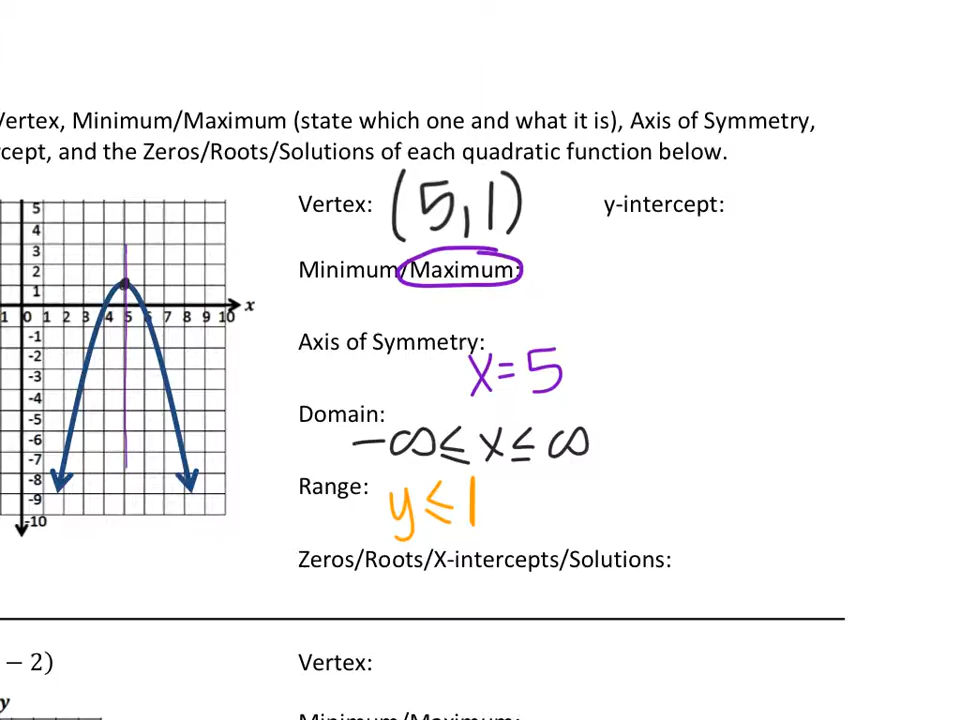 Vertex, Minimum/Maximum (state which one and what it is), Axis of Symmetry,
cept, and the Zeros/Roots/Solutions of each quadratic function below.
Vertex: (5,1) y-intercept:
Minimum/Maximum:
Axis of Symmetry:
x=5
Domain:
-∞≤x≤∞
Range: y≤1
Zeros/Roots/X-intercepts/Solutions:
5
4
3
2
1
x
1 0 1 2 3 4 5 6 7 8 9 10
-1
-2
-3
-4
-5
-6
-7
-8
-9
-10
− 2)
Vertex:
y
Minimum/Maximum: